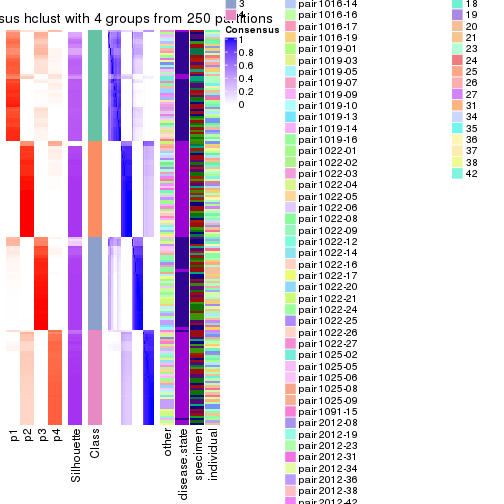 sus hclust with 4 groups from 250 partitions
3
4
Consensus
1
0.8
0.6
0.4
0.2
0
p1
p2
p3
p4
Silhouette
Class
other
disease.state
specimen
individual
pair1016-14
pair1016-16
pair1016-17
pair1016-19
pair1019-01
pair1019-03
pair1019-05
pair1019-07
pair1019-09
pair1019-10
pair1019-13
pair1019-14
pair1019-16
pair1022-01
pair1022-02
pair1022-03
pair1022-04
pair1022-05
pair1022-06
pair1022-08
pair1022-09
pair1022-12
pair1022-14
pair1022-16
pair1022-17
pair1022-20
pair1022-21
pair1022-24
pair1022-25
pair1022-26
pair1022-27
pair1025-02
pair1025-05
pair1025-06
pair1025-08
pair1025-09
pair1091-15
pair2012-08
pair2012-19
pair2012-23
pair2012-31
pair2012-34
pair2012-36
pair2012-38
pair2012-42
18
19
20
21
23
24
25
26
27
31
34
35
36
37
38
42